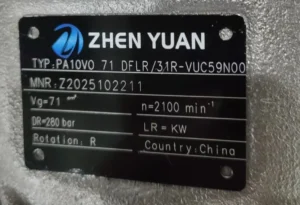 ZHEN YUAN
TYP: PA10VO 71 DFLR/31R-VUC59N00
MNR: Z2025102211
Vg=71 cm³
n=2100 min⁻¹
DR=280 bar
LR= KW
Rotation: R
Country: China